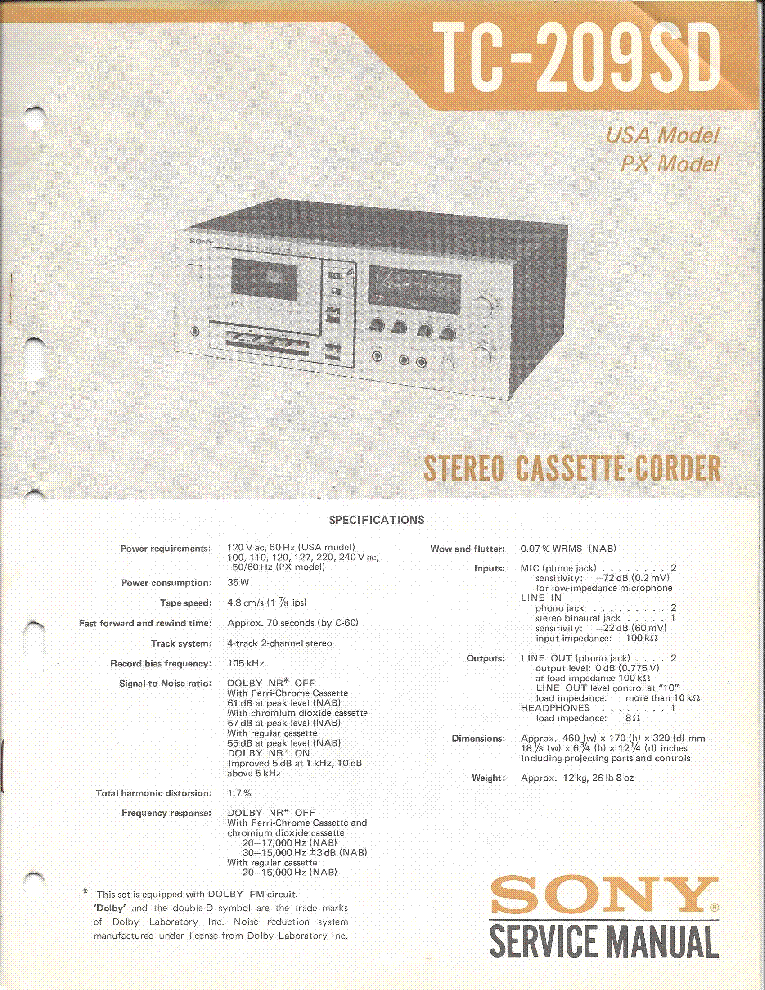 TC-209SD
USA Model
PX Model
SONY
STEREO CASSETTE-CORDER
SPECIFICATIONS
Power requirements: 120 V ac, 60 Hz (USA model)
100, 110, 120, 127, 220, 240 V ac,
50/60 Hz (PX model)
Power consumption: 35 W
Tape speed: 4.8 cm/s (1 7/8 ips)
Fast forward and rewind time: Approx. 70 seconds (by C-60)
Track system: 4-track 2-channel stereo
Record bias frequency: 105 kHz
Signal-to-Noise ratio: DOLBY NR* OFF
With Ferri-Chrome Cassette
61 dB at peak level (NAB)
With chromium dioxide cassette
57 dB at peak level (NAB)
With regular cassette
55 dB at peak level (NAB)
DOLBY NR* ON
Improved 5 dB at 1 kHz, 10 dB
above 5 kHz
Total harmonic distorsion: 1.7 %
Frequency response: DOLBY NR* OFF
With Ferri-Chrome Cassette and
chromium dioxide cassette
20–17,000 Hz (NAB)
30–15,000 Hz ±3 dB (NAB)
With regular cassette
20–15,000 Hz (NAB)
* This set is equipped with DOLBY FM circuit.
'Dolby' and the double-D symbol are the trade marks
of Dolby Laboratory Inc. Noise reduction system
manufactured under license from Dolby Laboratory Inc.
Wow and flutter: 0.07 % WRMS (NAB)
Inputs: MIC (phone jack) . . . . . . . . 2
sensitivity: –72 dB (0.2 mV)
for low-impedance microphone
LINE IN
phono jack . . . . . . . . . 2
stereo binaural jack . . . . . 1
sensitivity: –22 dB (60 mV)
input impedance: 100 kΩ
Outputs: LINE OUT (phono jack) . . . . 2
output level: 0 dB (0.775 V)
at load impedance 100 kΩ
LINE OUT level control at "10"
load impedance: more than 10 kΩ
HEADPHONES . . . . . . . . 1
load impedance: 8 Ω
Dimensions: Approx. 460 (w) x 170 (h) x 320 (d) mm
18 1/8 (w) x 6 3/4 (h) x 12 3/4 (d) inches
Including projecting parts and controls
Weight: Approx. 12 kg, 26 lb 8 oz
SONY®
SERVICE MANUAL